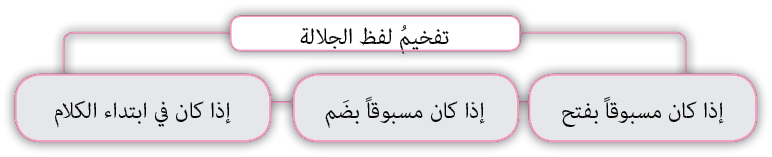 تفخيمُ لفظ الجلالة
إذا كان مسبوقاً بفتح
إذا كان مسبوقاً بضَم
إذا كان في ابتداء الكلام